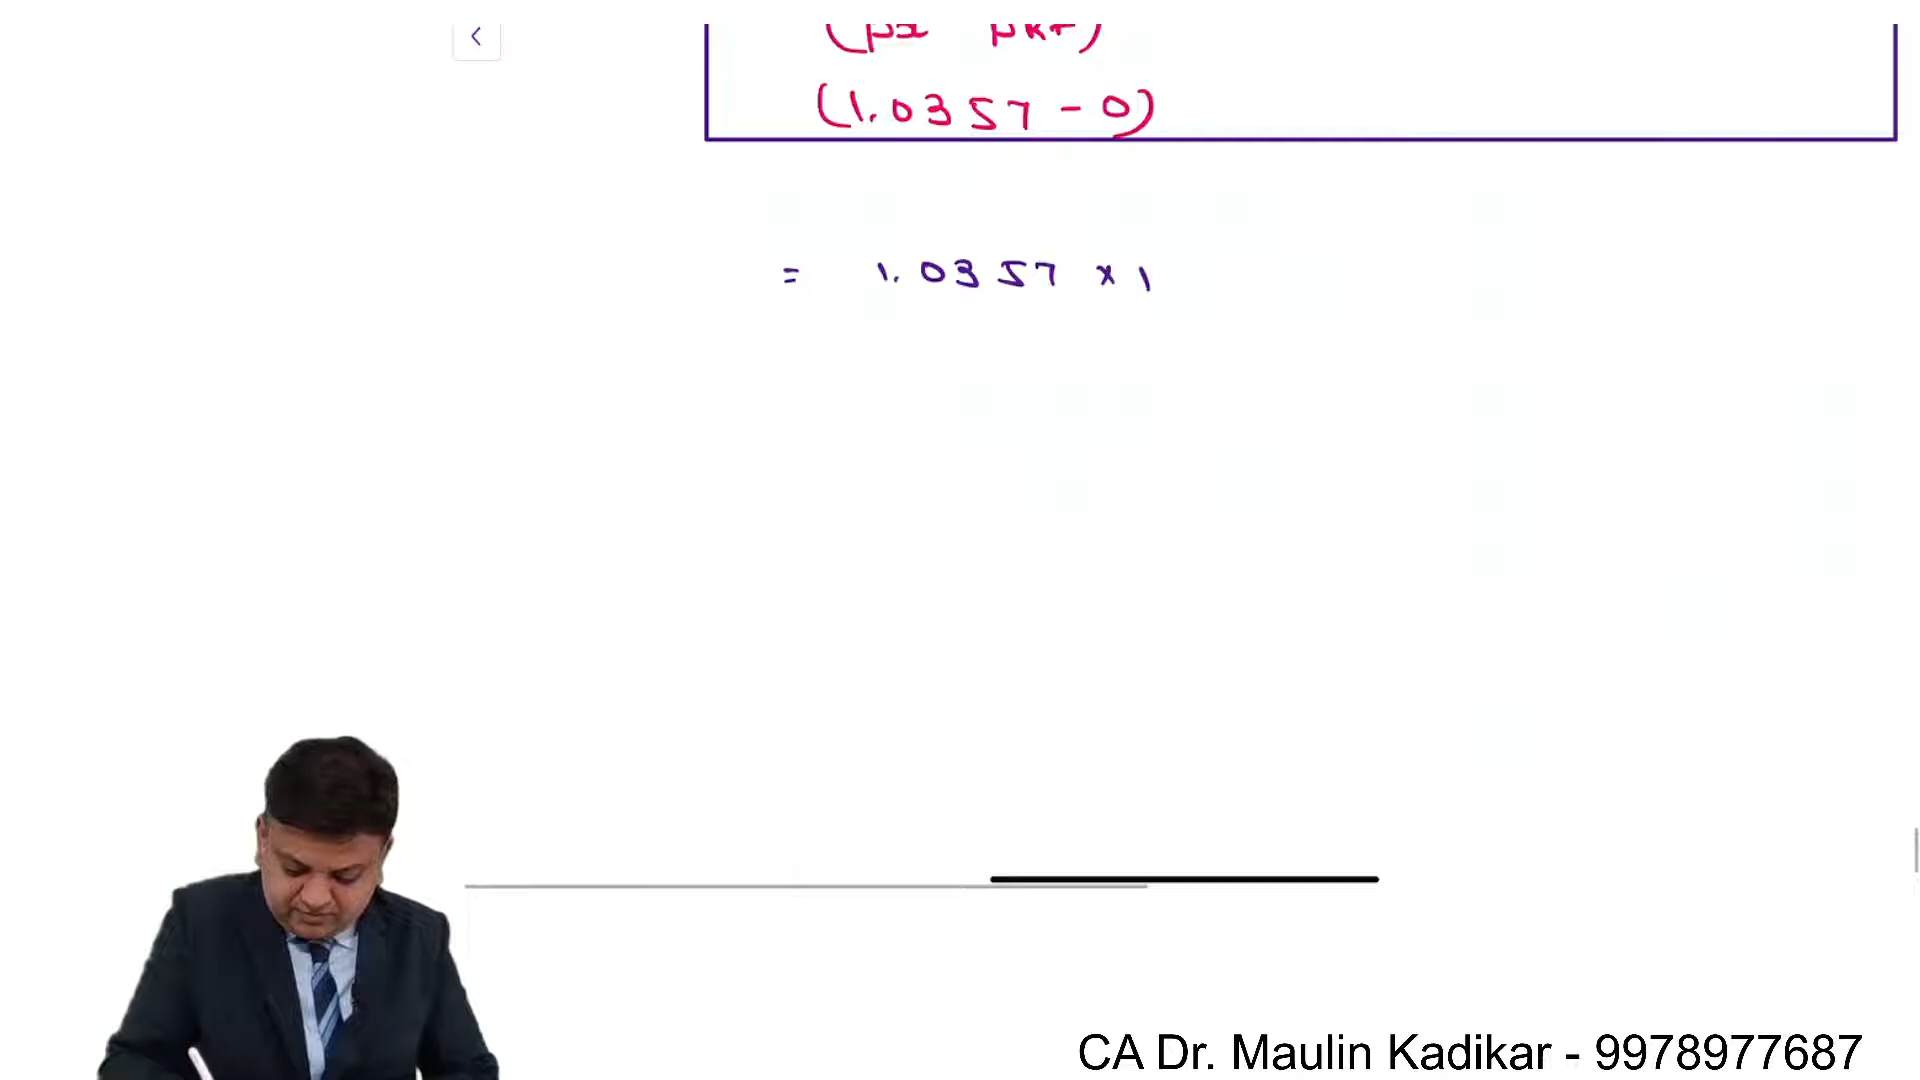 (1.0357 - 0)
= 1.0357 × 1
CA Dr. Maulin Kadikar - 9978977687